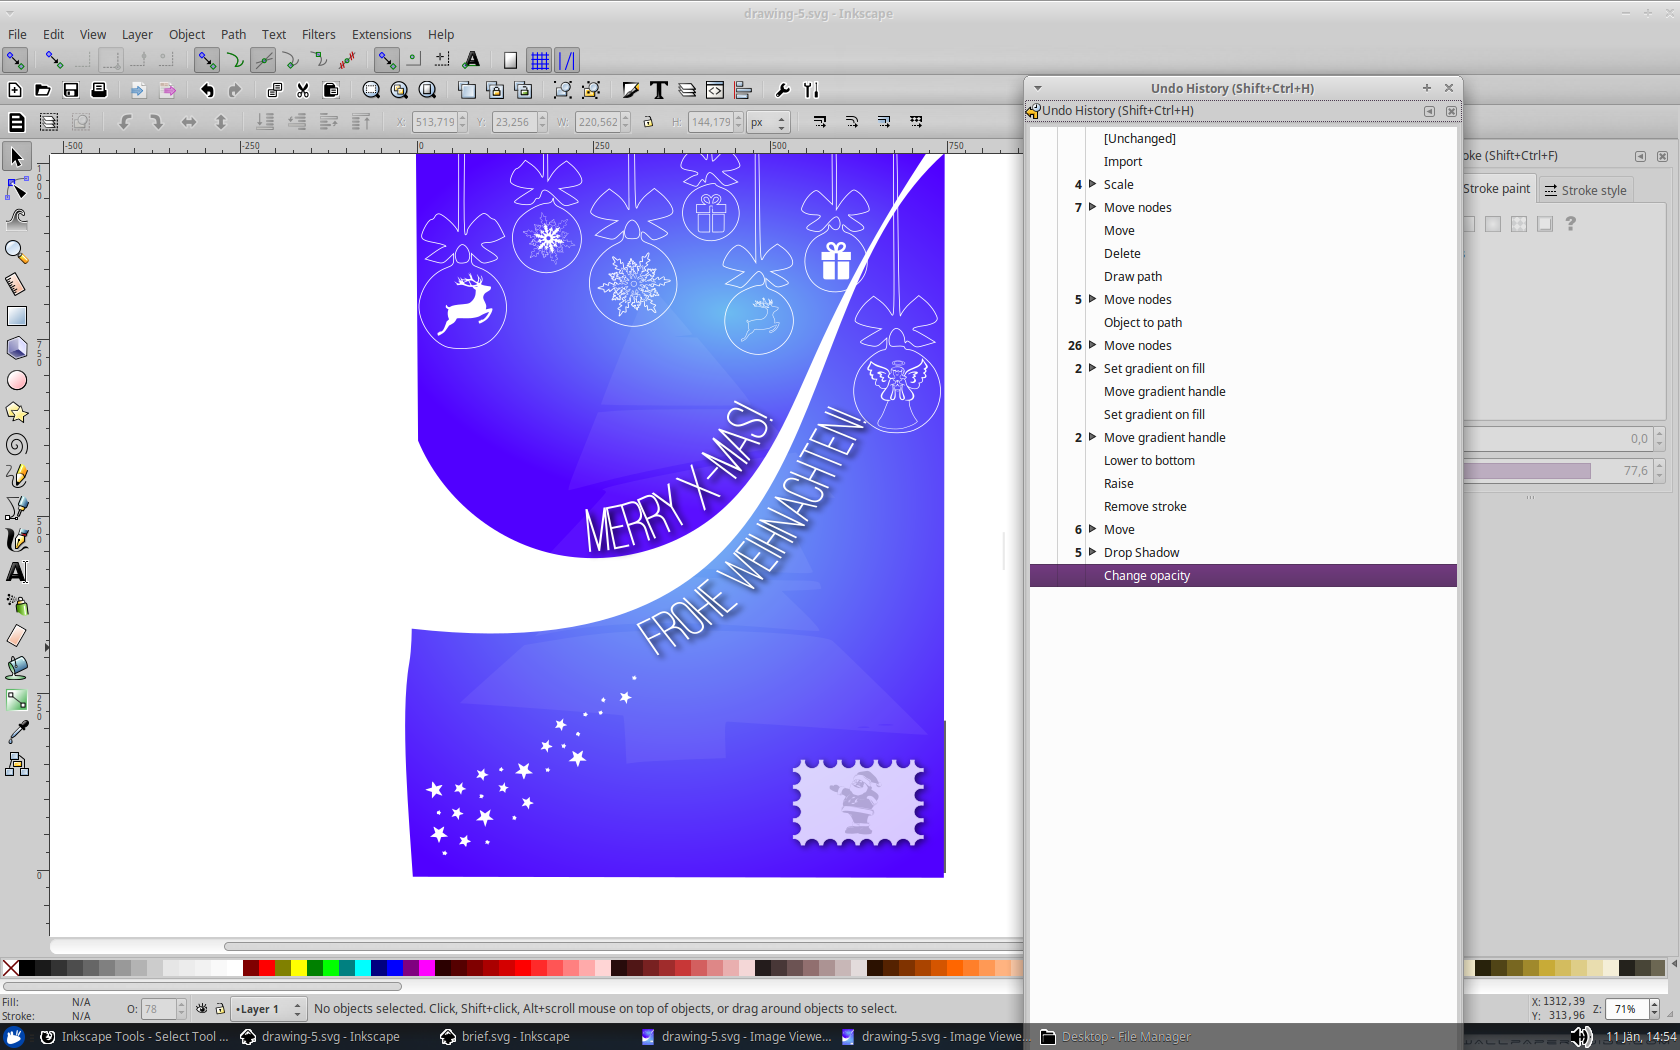 drawing-5.svg - Inkscape
File Edit View Layer Object Path Text Filters Extensions Help
X: 513,719 Y: 23,256 W: 220,562 H: 144,179 px
-500 -250 0 250 500 750
1000
750
500
250
0
MERRY X-MAS!
FROHE WEIHNACHTEN!
Undo History (Shift+Ctrl+H)
Undo History (Shift+Ctrl+H)
[Unchanged]
Import
4 Scale
7 Move nodes
Move
Delete
Draw path
5 Move nodes
Object to path
26 Move nodes
2 Set gradient on fill
Move gradient handle
Set gradient on fill
2 Move gradient handle
Lower to bottom
Raise
Remove stroke
6 Move
5 Drop Shadow
Change opacity
oke (Shift+Ctrl+F)
Stroke paint Stroke style
?
0,0
77,6
Fill: N/A
Stroke: N/A
O: 78
•Layer 1
No objects selected. Click, Shift+click, Alt+scroll mouse on top of objects, or drag around objects to select.
X: 1312,39
Y: 313,96
Z: 71%
Inkscape Tools - Select Tool ... drawing-5.svg - Inkscape brief.svg - Inkscape drawing-5.svg - Image Viewe... drawing-5.svg - Image Viewe... Desktop - File Manager 11 Jän, 14:54